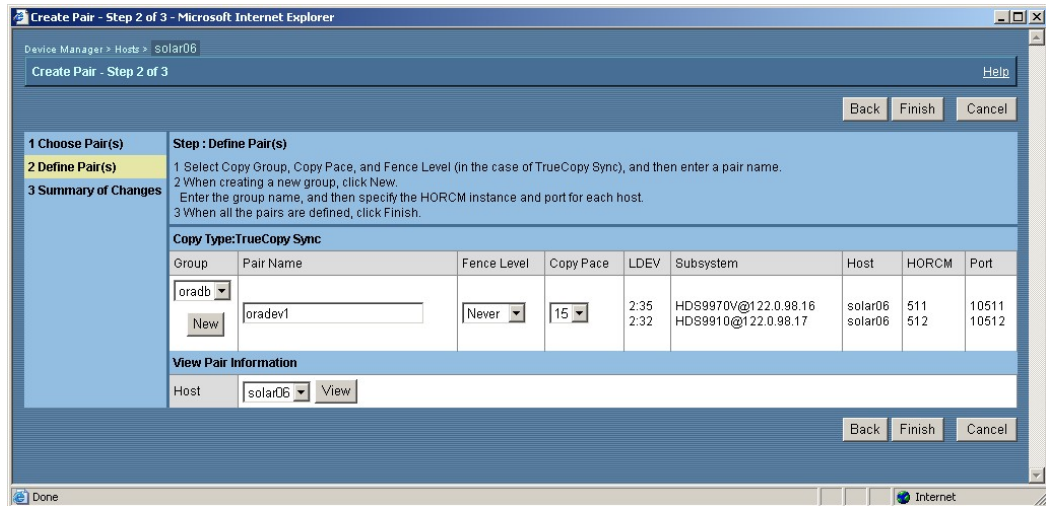 Create Pair - Step 2 of 3 - Microsoft Internet Explorer
Device Manager > Hosts > solar06
Create Pair - Step 2 of 3
Help
Back Finish Cancel
1 Choose Pair(s)
2 Define Pair(s)
3 Summary of Changes
Step : Define Pair(s)
1 Select Copy Group, Copy Pace, and Fence Level (in the case of TrueCopy Sync), and then enter a pair name.
2 When creating a new group, click New.
Enter the group name, and then specify the HORCM instance and port for each host.
3 When all the pairs are defined, click Finish.
Copy Type:TrueCopy Sync
Group Pair Name Fence Level Copy Pace LDEV Subsystem Host HORCM Port
oradb
New
oradev1
Never
15
2:35 HDS9970V@122.0.98.16 solar06 511 10511
2:32 HDS9910@122.0.98.17 solar06 512 10512
View Pair Information
Host solar06 View
Back Finish Cancel
Done
Internet